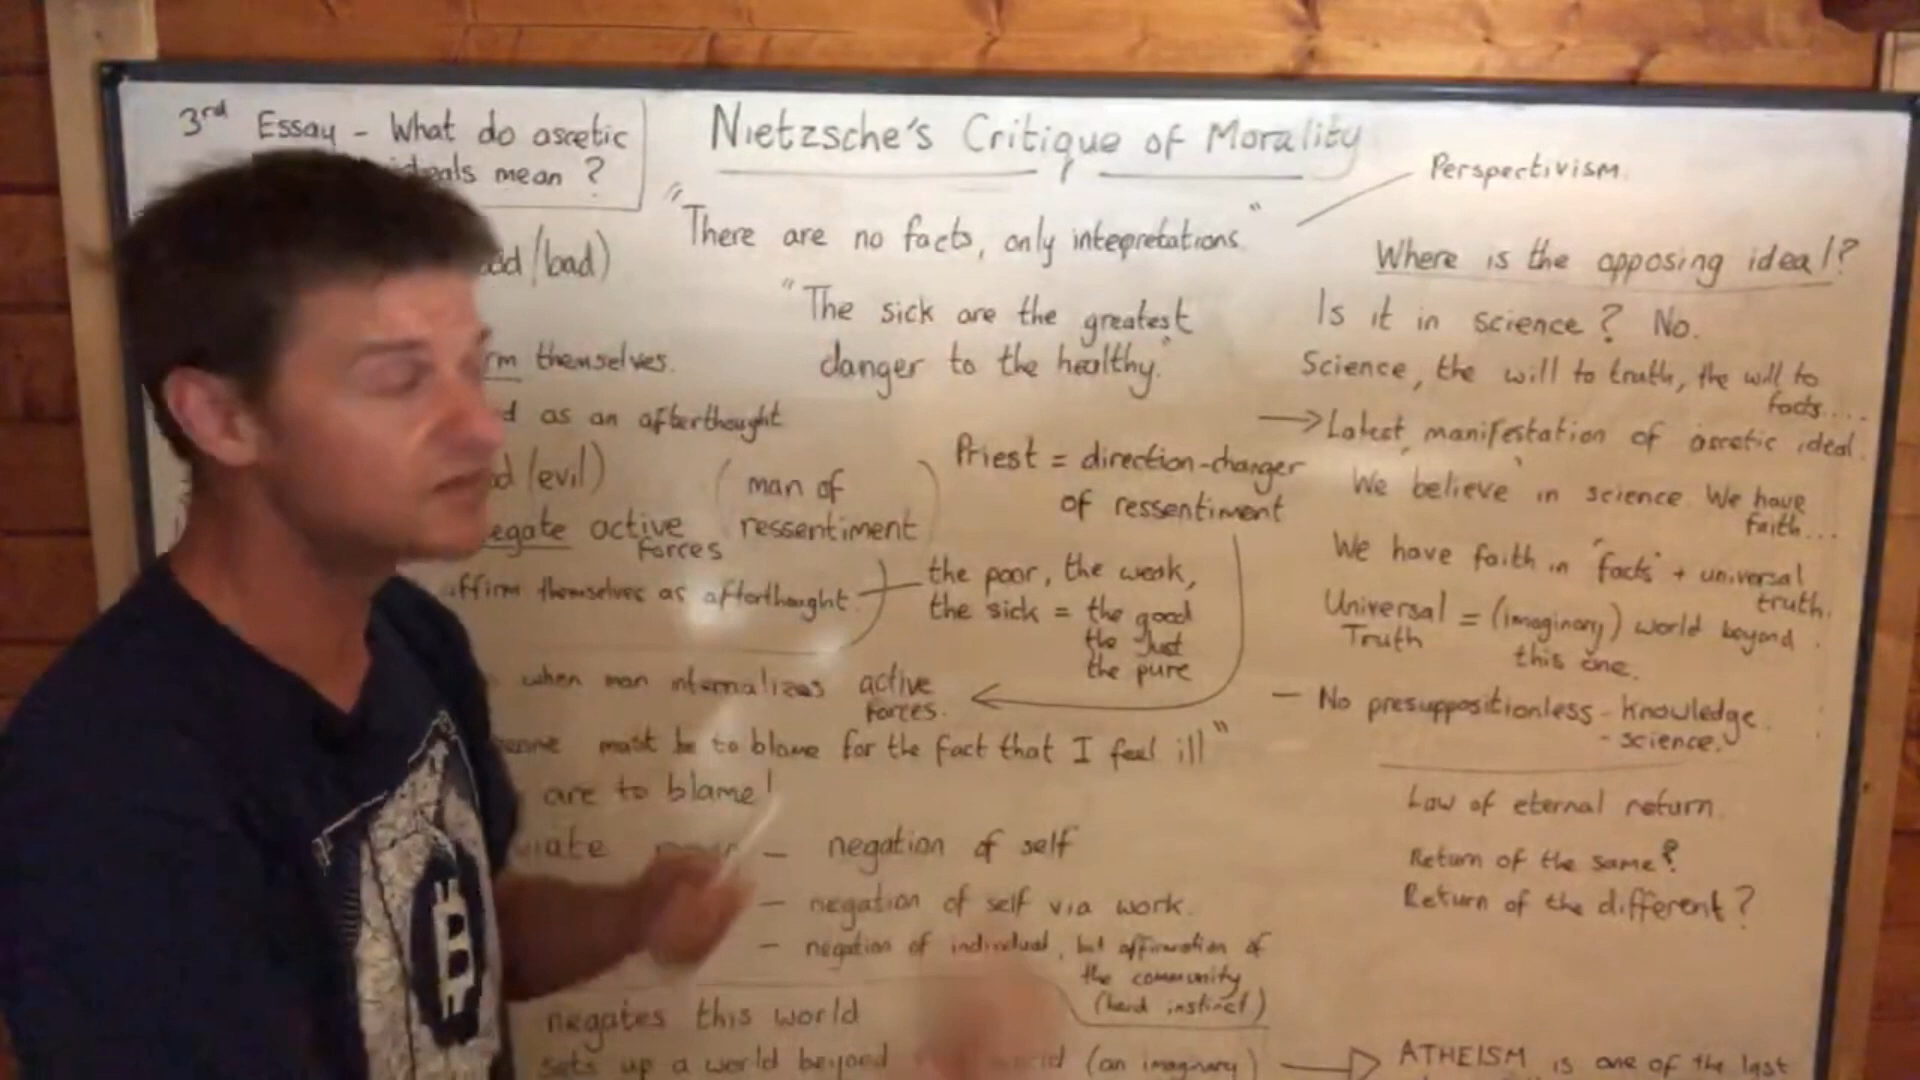 3rd Essay - What do ascetic
ideals mean ?
Nietzsche's Critique of Morality
Perspectivism.
"There are no facts, only intepretations."
"The sick are the greatest
danger to the healthy."
/bad)
themselves.
as an afterthought
/evil)
active
forces
(man of
ressentiment)
affirm themselves as afterthought.
the poor, the weak,
the sick = the good
the Just
the pure
Priest = direction-changer
of ressentiment
when man internalizes active
forces.
must be to blame for the fact that I feel ill"
are to blame!
- negation of self
- negation of self via work.
- negation of individual, but affirmation of
the community
(herd instinct)
negates this world
sets up a world beyond (an imaginary)
Where is the opposing ideal?
Is it in science? No.
Science, the will to truth, the will to
facts...
→ Latest manifestation of ascetic ideal.
'We believe' in science. We have
faith...
We have faith in "facts" + universal
truth.
Universal = (imaginary) world beyond
Truth this one.
- No presuppositionless - knowledge.
- science.
Law of eternal return.
Return of the same?
Return of the different?
ATHEISM is one of the last